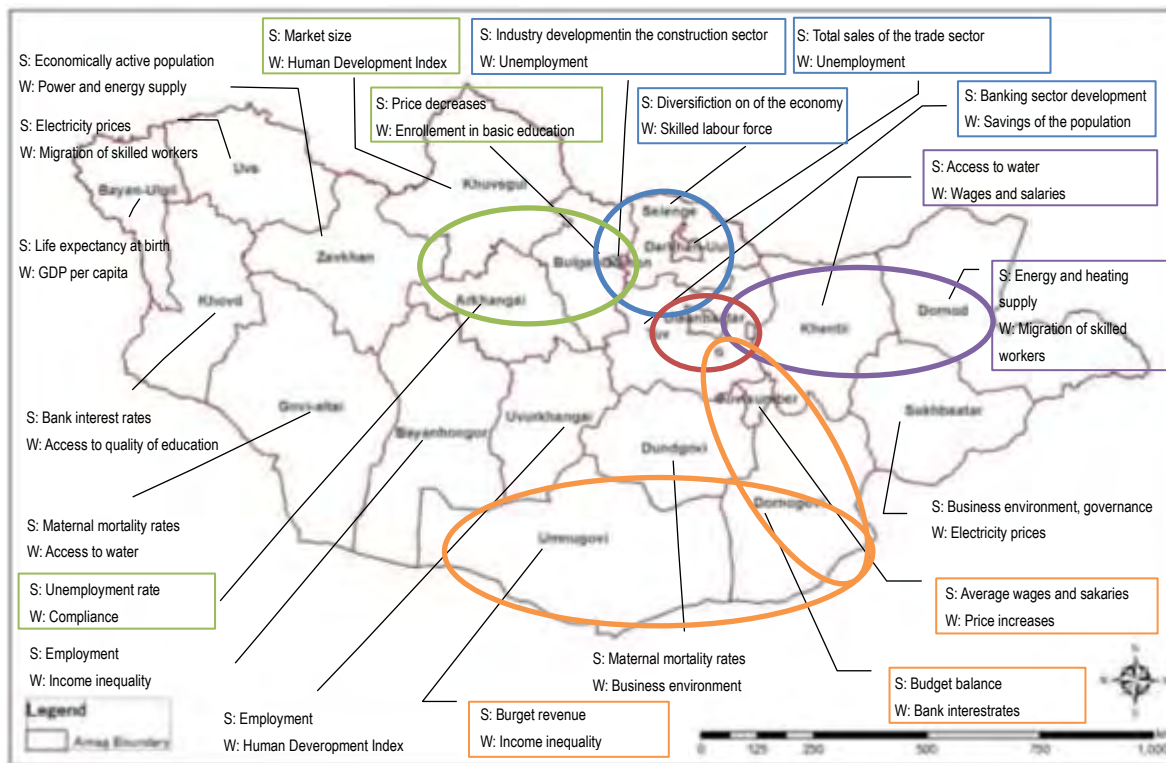 S: Market size
W: Human Development Index
S: Industry developmentin the construction sector
W: Unemployment
S: Total sales of the trade sector
W: Unemployment
S: Economically active population
W: Power and energy supply
S: Price decreases
W: Enrollement in basic education
S: Diversifiction on of the economy
W: Skilled labour force
S: Banking sector development
W: Savings of the population
S: Electricity prices
W: Migration of skilled workers
S: Access to water
W: Wages and salaries
Uvs
Khuvsgul
Selenge
S: Life expectancy at birth
W: GDP per capita
Zavkhan
Khovd
Arkhangai
Khentii
Dornod
S: Energy and heating
supply
W: Migration of skilled
workers
S: Bank interest rates
W: Access to quality of education
Govi-altai
Bayanhongor
Uvurkhangai
Dundgovi
Sukhbaatar
S: Maternal mortality rates
W: Access to water
Umnugovi
S: Business environment, governance
W: Electricity prices
S: Unemployment rate
W: Compliance
S: Average wages and sakaries
W: Price increases
S: Employment
W: Income inequality
S: Maternal mortality rates
W: Business environment
S: Budget balance
W: Bank interestrates
S: Employment
W: Human Deveropment Index
S: Burget revenue
W: Income inequality
Legend
Aimag Boundary
0 125 250 500 750 1,000